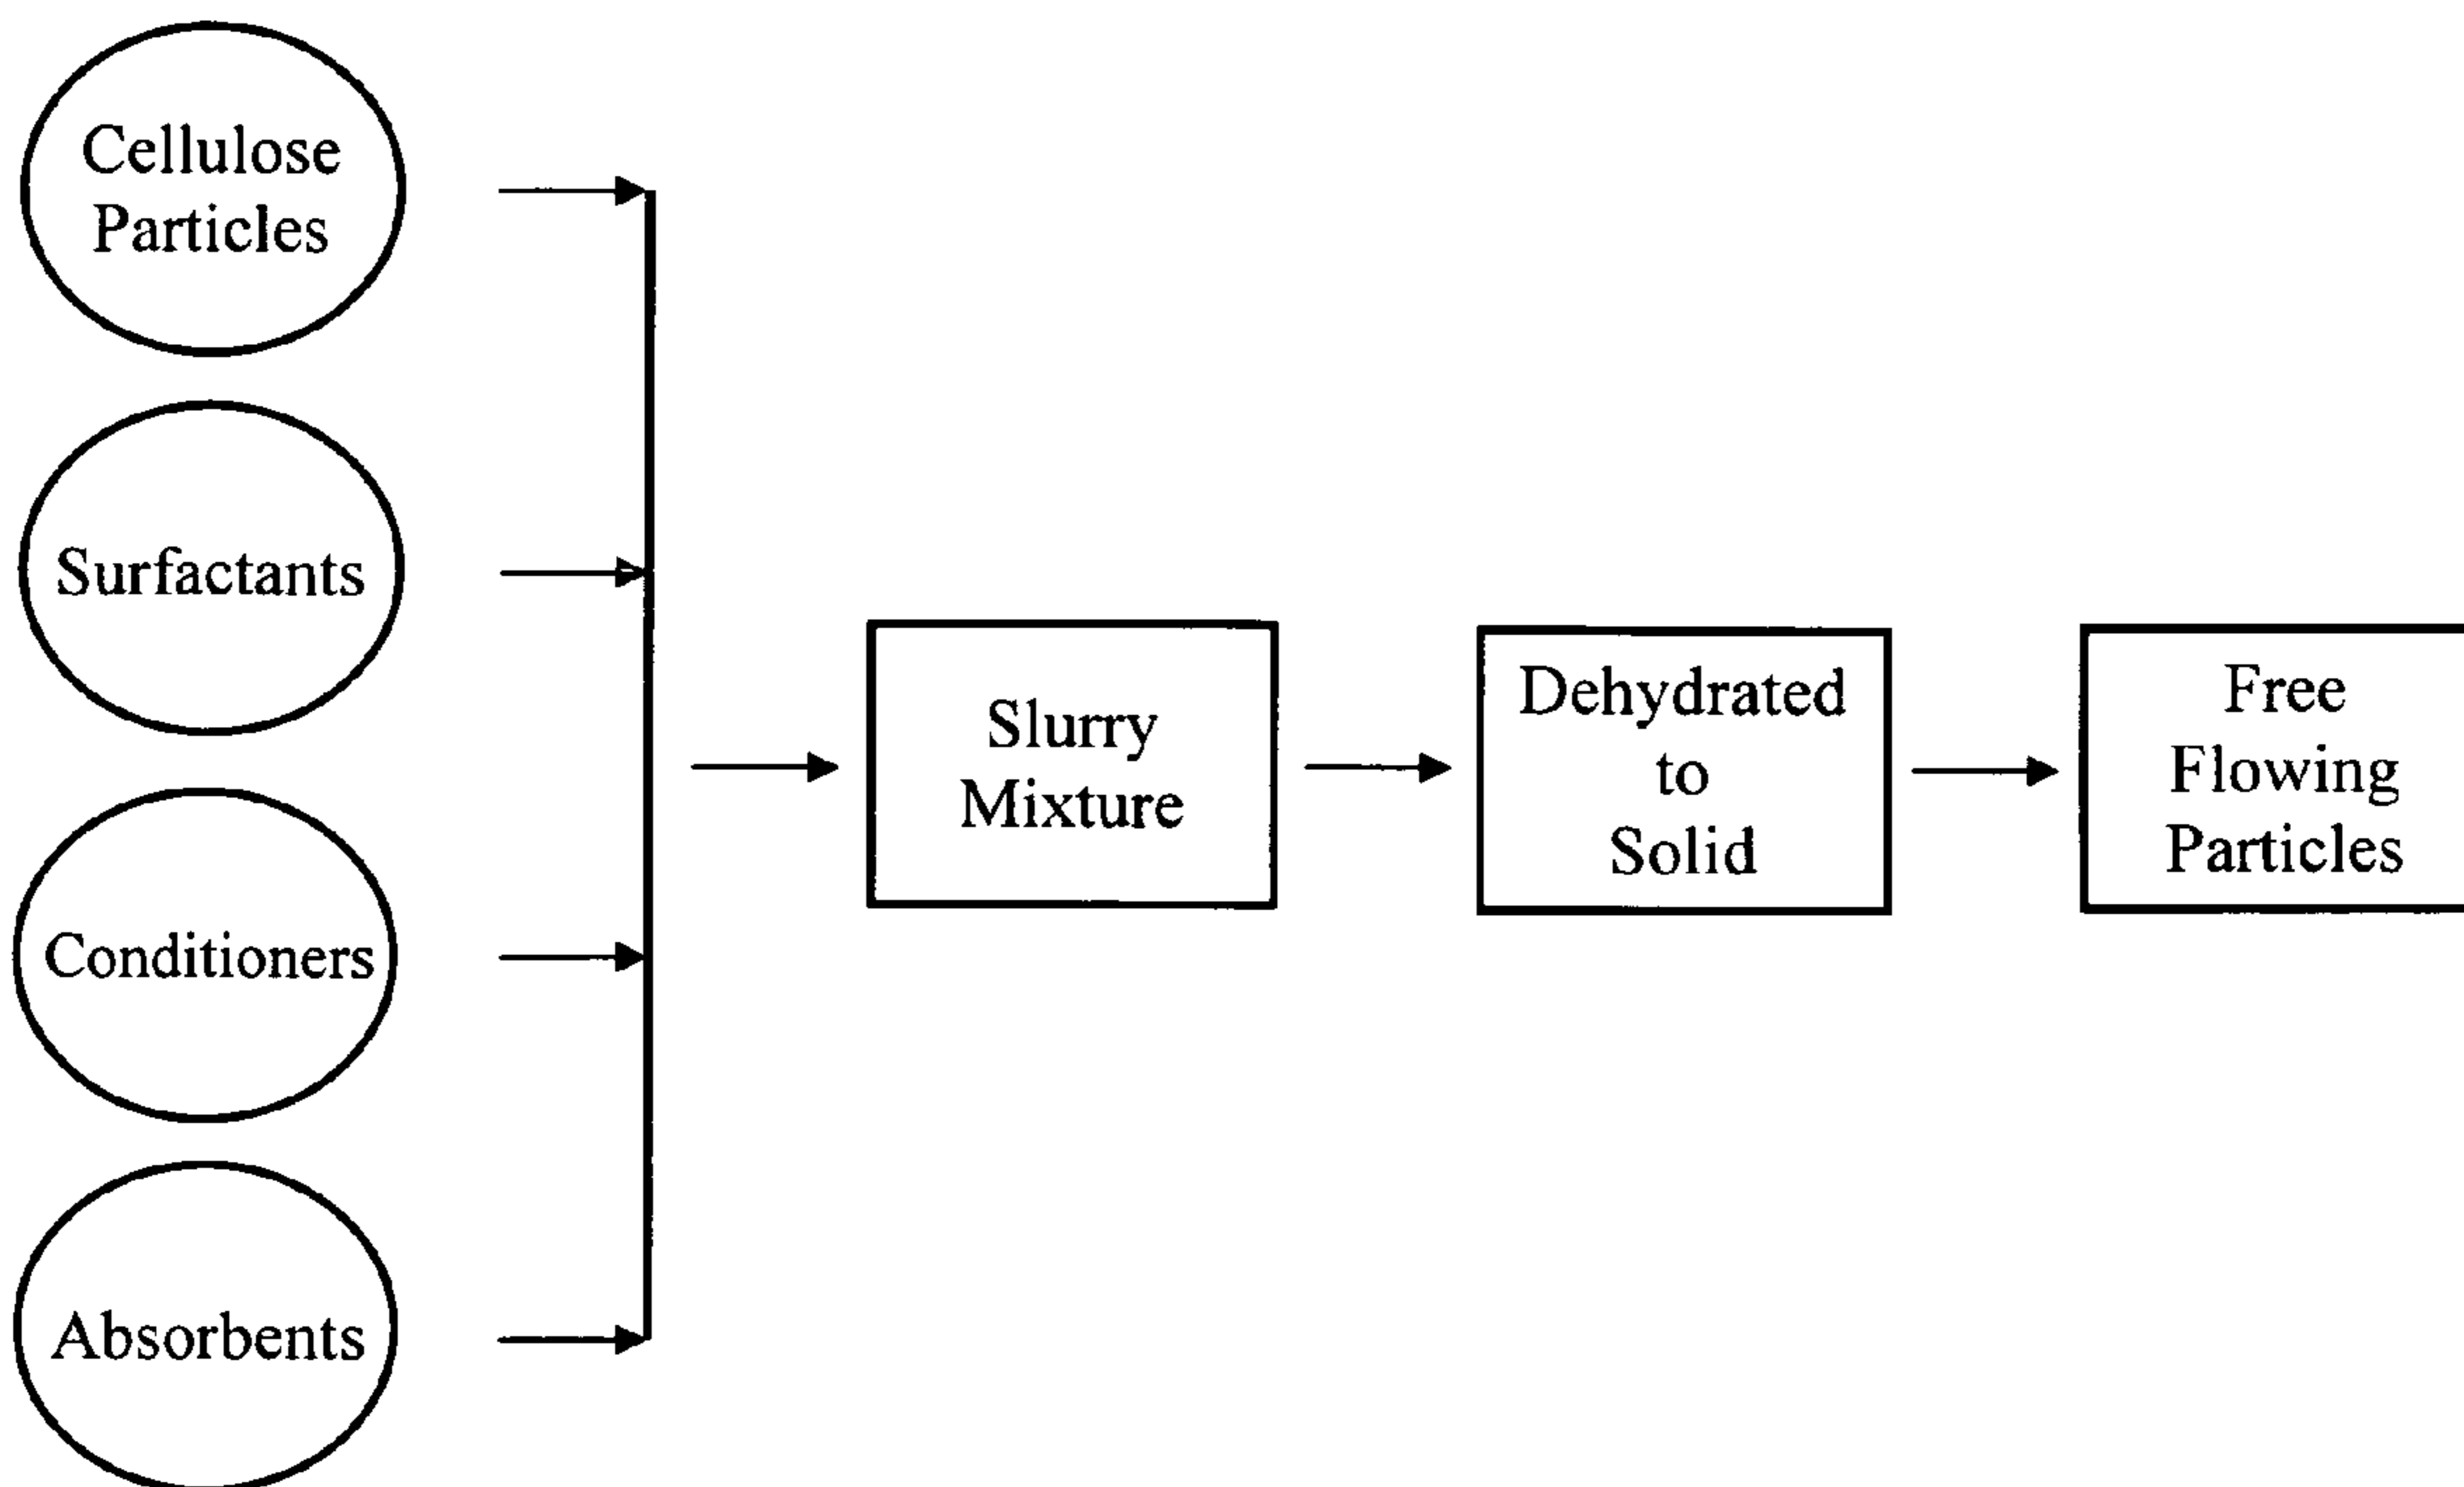 Cellulose
Particles
Surfactants
Conditioners
Absorbents
Slurry
Mixture
Dehydrated
to
Solid
Free
Flowing
Particles